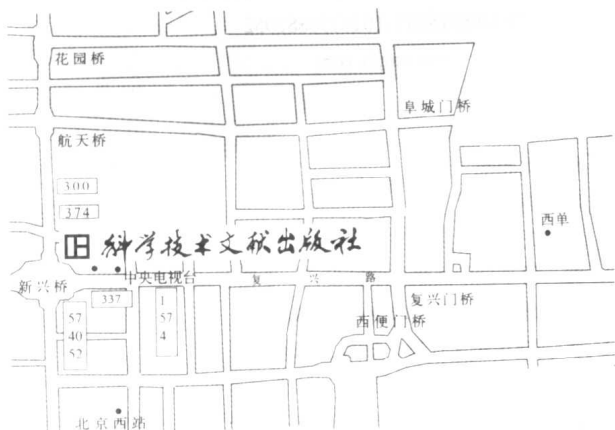 花园桥
阜城门桥
航天桥
300
374
西单
科学技术文献出版社
中央电视台
复兴路
新兴桥
337
1
57
4
复兴门桥
57
40
52
西便门桥
北京西站